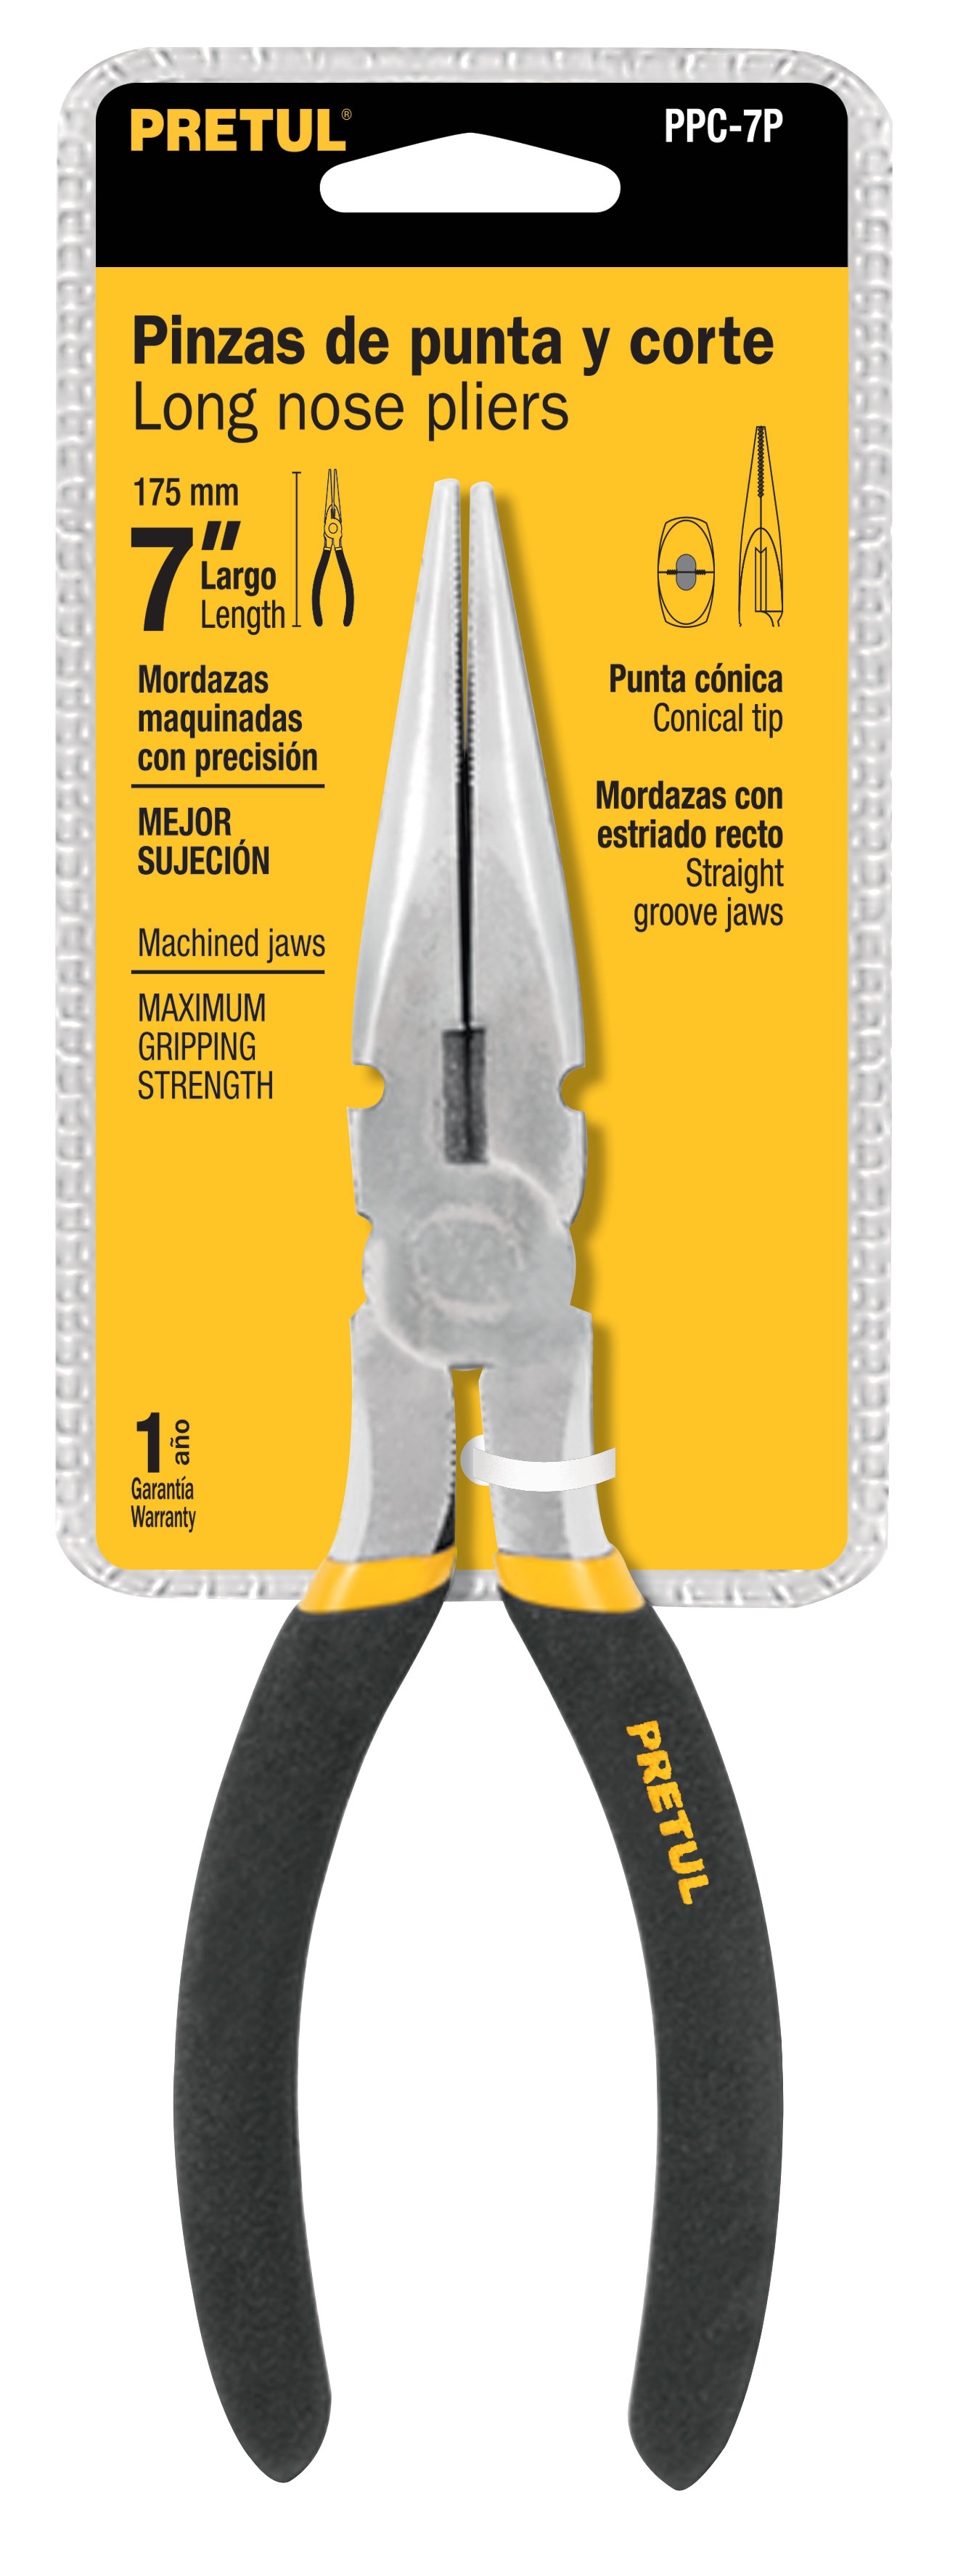 PRETUL®
PPC-7P
Pinzas de punta y corte
Long nose pliers
175 mm
7"
Largo
Length
Mordazas
maquinadas
con precisión
MEJOR
SUJECIÓN
Machined jaws
MAXIMUM
GRIPPING
STRENGTH
Punta cónica
Conical tip
Mordazas con
estriado recto
Straight
groove jaws
1 año
Garantía
Warranty
PRETUL